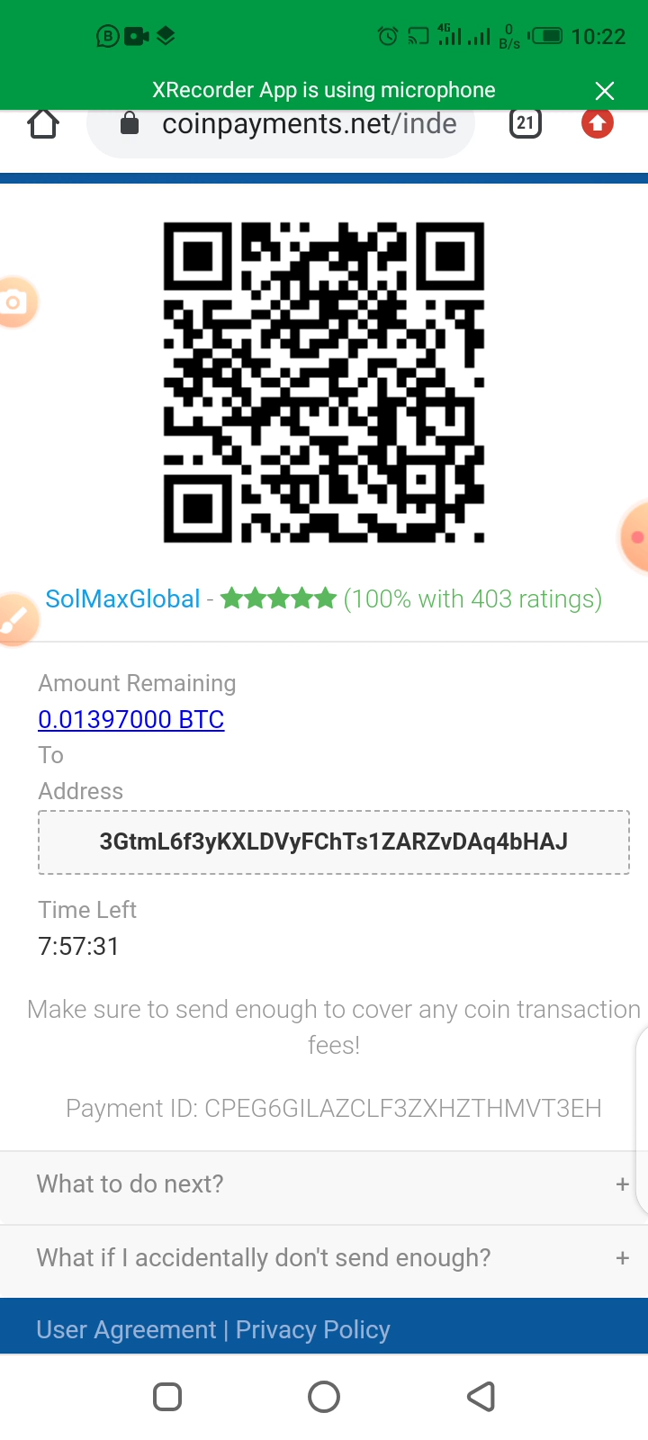 4G 0 B/s 10:22
XRecorder App is using microphone
coinpayments.net/inde 21
SolMaxGlobal - ★★★★★ (100% with 403 ratings)
Amount Remaining
0.01397000 BTC
To
Address
3GtmL6f3yKXLDVyFChTs1ZARZvDAq4bHAJ
Time Left
7:57:31
Make sure to send enough to cover any coin transaction
fees!
Payment ID: CPEG6GILAZCLF3ZXHZTHMVT3EH
What to do next? +
What if I accidentally don't send enough? +
User Agreement | Privacy Policy